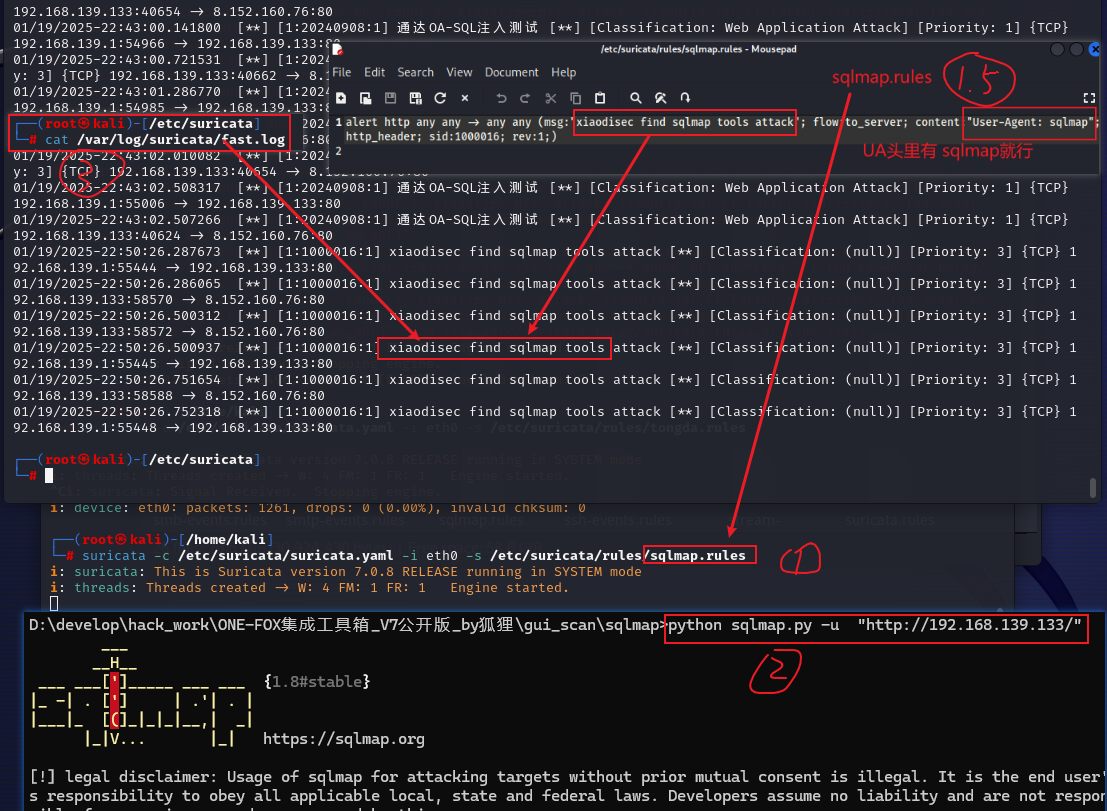 192.168.139.133:40654 → 8.152.160.76:80
01/19/2025-22:43:00.141800 [**] [1:20240908:1] 通达OA-SQL注入测试 [**] [Classification: Web Application Attack] [Priority: 1] {TCP}
192.168.139.1:54966 → 192.168.139.133:80
01/19/2025-22:43:00.721531 [**] [1:
y: 3] {TCP} 192.168.139.133:40662 → 8.1
01/19/2025-22:43:01.286770 [**] [1:
192.168.139.1:54985 → 192.168.139.133:8
┌──(root㉿kali)-[/etc/suricata]
└─# cat /var/log/suricata/fast.log
01/19/2025-22:43:02.010082 [**] [1:
y: 3] {TCP} 192.168.139.133:40654 → 8.152.160.76:80
01/19/2025-22:43:02.508317 [**] [1:20240908:1] 通达OA-SQL注入测试 [**] [Classification: Web Application Attack] [Priority: 1] {TCP}
192.168.139.1:55006 → 192.168.139.133:80
01/19/2025-22:43:02.507266 [**] [1:20240908:1] 通达OA-SQL注入测试 [**] [Classification: Web Application Attack] [Priority: 1] {TCP}
192.168.139.133:40624 → 8.152.160.76:80
01/19/2025-22:50:26.287673 [**] [1:1000016:1] xiaodisec find sqlmap tools attack [**] [Classification: (null)] [Priority: 3] {TCP} 1
92.168.139.1:55444 → 192.168.139.133:80
01/19/2025-22:50:26.286065 [**] [1:1000016:1] xiaodisec find sqlmap tools attack [**] [Classification: (null)] [Priority: 3] {TCP} 1
92.168.139.133:58570 → 8.152.160.76:80
01/19/2025-22:50:26.500312 [**] [1:1000016:1] xiaodisec find sqlmap tools attack [**] [Classification: (null)] [Priority: 3] {TCP} 1
92.168.139.133:58572 → 8.152.160.76:80
01/19/2025-22:50:26.500937 [**] [1:1000016:1] xiaodisec find sqlmap tools attack [**] [Classification: (null)] [Priority: 3] {TCP} 1
92.168.139.1:55445 → 192.168.139.133:80
01/19/2025-22:50:26.751654 [**] [1:1000016:1] xiaodisec find sqlmap tools attack [**] [Classification: (null)] [Priority: 3] {TCP} 1
92.168.139.133:58588 → 8.152.160.76:80
01/19/2025-22:50:26.752318 [**] [1:1000016:1] xiaodisec find sqlmap tools attack [**] [Classification: (null)] [Priority: 3] {TCP} 1
92.168.139.1:55448 → 192.168.139.133:80
┌──(root㉿kali)-[/etc/suricata]
└─#
/etc/suricata/rules/sqlmap.rules - Mousepad
File Edit Search View Document Help
1 alert http any any → any any (msg:"xiaodisec find sqlmap tools attack"; flow:to_server; content:"User-Agent: sqlmap";
http_header; sid:1000016; rev:1;)
2
sqlmap.rules
1.5
UA头里有 sqlmap就行
3
i: device: eth0: packets: 1261, drops: 0 (0.00%), invalid chksum: 0
┌──(root㉿kali)-[/home/kali]
└─# suricata -c /etc/suricata/suricata.yaml -i eth0 -s /etc/suricata/rules/sqlmap.rules
i: suricata: This is Suricata version 7.0.8 RELEASE running in SYSTEM mode
i: threads: Threads created → W: 4 FM: 1 FR: 1 Engine started.
1
D:\develop\hack_work\ONE-FOX集成工具箱_V7公开版_by狐狸\gui_scan\sqlmap>python sqlmap.py -u "http://192.168.139.133/"
2
{1.8#stable}
https://sqlmap.org
[!] legal disclaimer: Usage of sqlmap for attacking targets without prior mutual consent is illegal. It is the end user'
s responsibility to obey all applicable local, state and federal laws. Developers assume no liability and are not respon